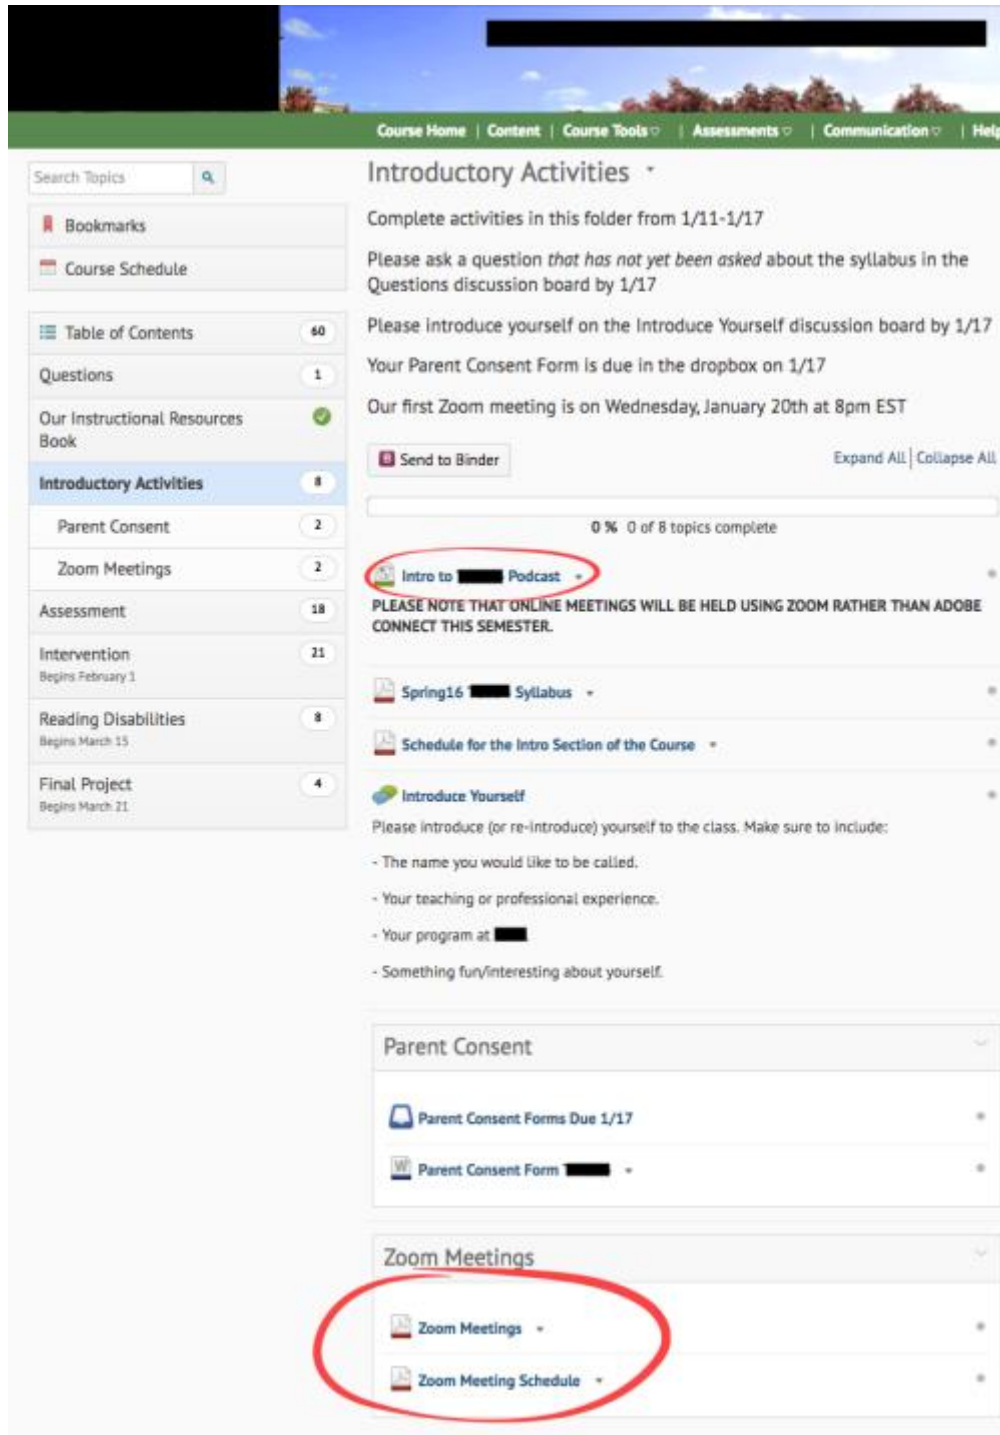 Course Home | Content | Course Tools | Assessments | Communication | Help
Search Topics
Bookmarks
Course Schedule
Table of Contents 60
Questions 1
Our Instructional Resources
Book
Introductory Activities 8
Parent Consent 2
Zoom Meetings 2
Assessment 18
Intervention 21
Begins February 1
Reading Disabilities 8
Begins March 15
Final Project 4
Begins March 21
Introductory Activities
Complete activities in this folder from 1/11-1/17
Please ask a question that has not yet been asked about the syllabus in the
Questions discussion board by 1/17
Please introduce yourself on the Introduce Yourself discussion board by 1/17
Your Parent Consent Form is due in the dropbox on 1/17
Our first Zoom meeting is on Wednesday, January 20th at 8pm EST
Send to Binder
Expand All | Collapse All
0 % 0 of 8 topics complete
Intro to Podcast
PLEASE NOTE THAT ONLINE MEETINGS WILL BE HELD USING ZOOM RATHER THAN ADOBE
CONNECT THIS SEMESTER.
Spring16 Syllabus
Schedule for the Intro Section of the Course
Introduce Yourself
Please introduce (or re-introduce) yourself to the class. Make sure to include:
- The name you would like to be called.
- Your teaching or professional experience.
- Your program at
- Something fun/interesting about yourself.
Parent Consent
Parent Consent Forms Due 1/17
Parent Consent Form
Zoom Meetings
Zoom Meetings
Zoom Meeting Schedule